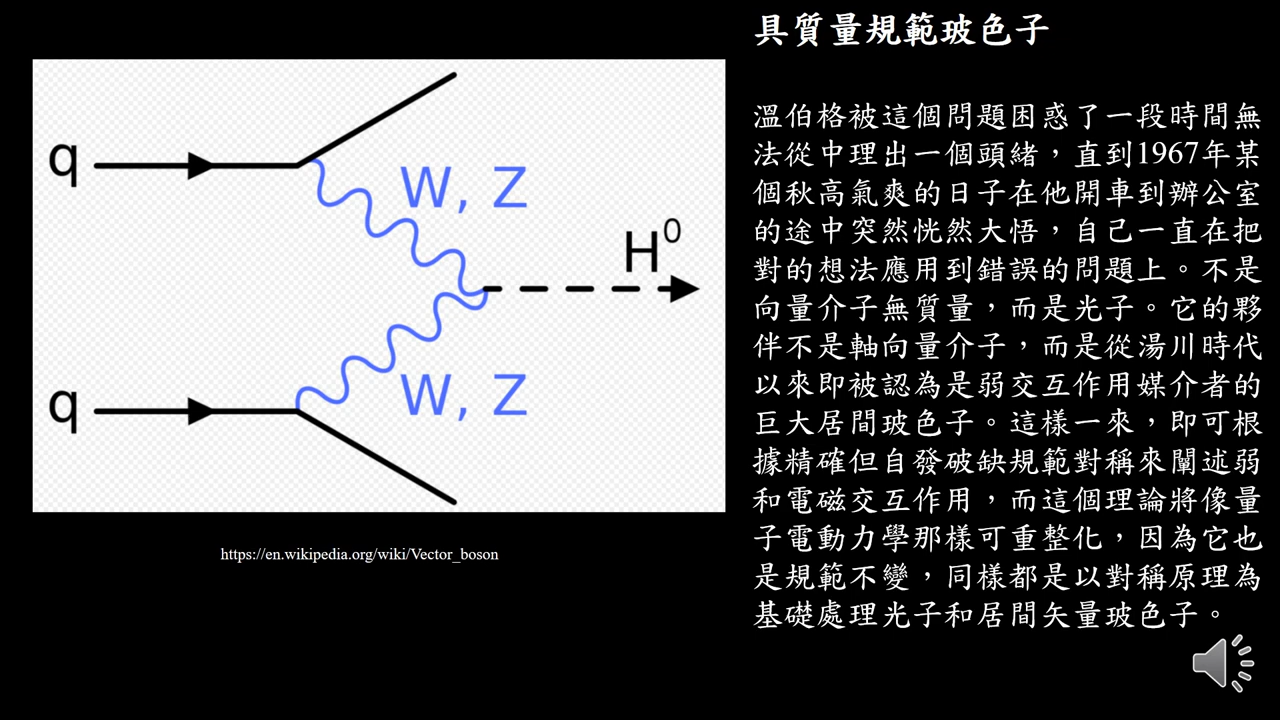 具質量規範玻色子
q
W, Z
H⁰
q
W, Z
https://en.wikipedia.org/wiki/Vector_boson
溫伯格被這個問題困惑了一段時間無
法從中理出一個頭緒，直到1967年某
個秋高氣爽的日子在他開車到辦公室
的途中突然恍然大悟，自己一直在把
對的想法應用到錯誤的問題上。不是
向量介子無質量，而是光子。它的夥
伴不是軸向量介子，而是從湯川時代
以來即被認為是弱交互作用媒介者的
巨大居間玻色子。這樣一來，即可根
據精確但自發破缺規範對稱來闡述弱
和電磁交互作用，而這個理論將像量
子電動力學那樣可重整化，因為它也
是規範不變，同樣都是以對稱原理為
基礎處理光子和居間矢量玻色子。